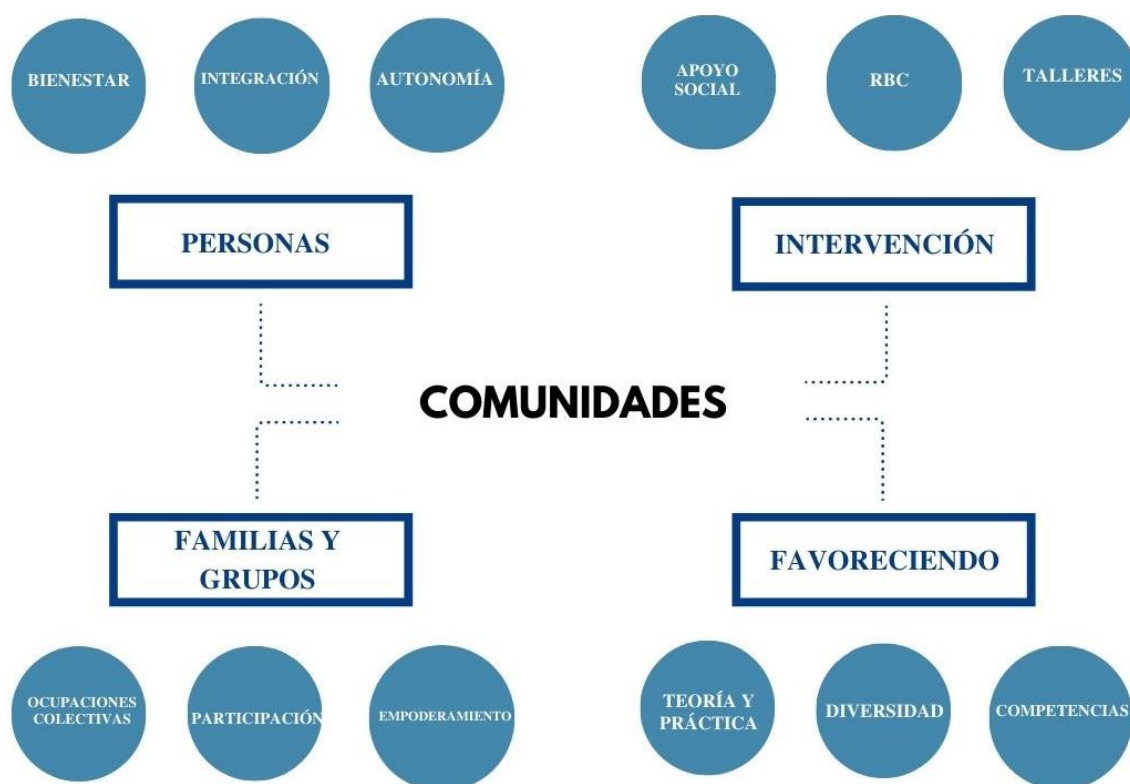 BIENESTAR
INTEGRACIÓN
AUTONOMÍA
APOYO
SOCIAL
RBC
TALLERES
PERSONAS
INTERVENCIÓN
COMUNIDADES
FAMILIAS Y
GRUPOS
FAVORECIENDO
OCUPACIONES
COLECTIVAS
PARTICIPACIÓN
EMPODERAMIENTO
TEORÍA Y
PRÁCTICA
DIVERSIDAD
COMPETENCIAS